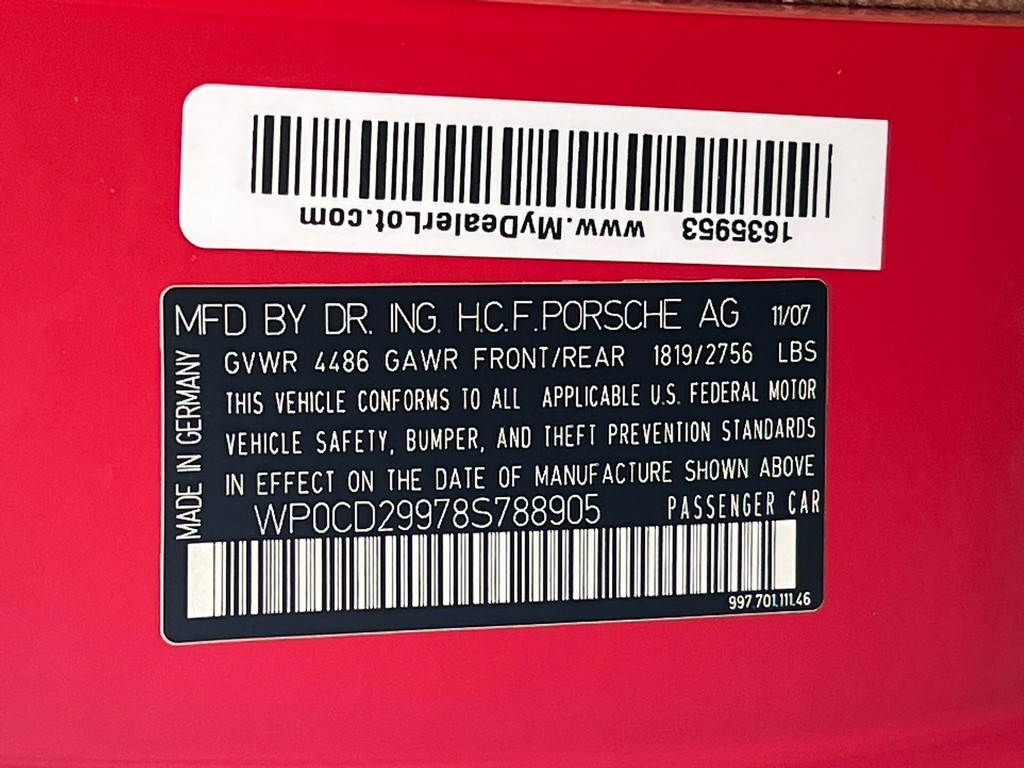 www.MyDealerLot.com 1635953
MFD BY DR. ING. H.C.F.PORSCHE AG 11/07
GVWR 4486 GAWR FRONT/REAR 1819/2756 LBS
THIS VEHICLE CONFORMS TO ALL APPLICABLE U.S. FEDERAL MOTOR
VEHICLE SAFETY, BUMPER, AND THEFT PREVENTION STANDARDS
IN EFFECT ON THE DATE OF MANUFACTURE SHOWN ABOVE
WP0CD29978S788905 PASSENGER CAR
997.701.111.46
MADE IN GERMANY